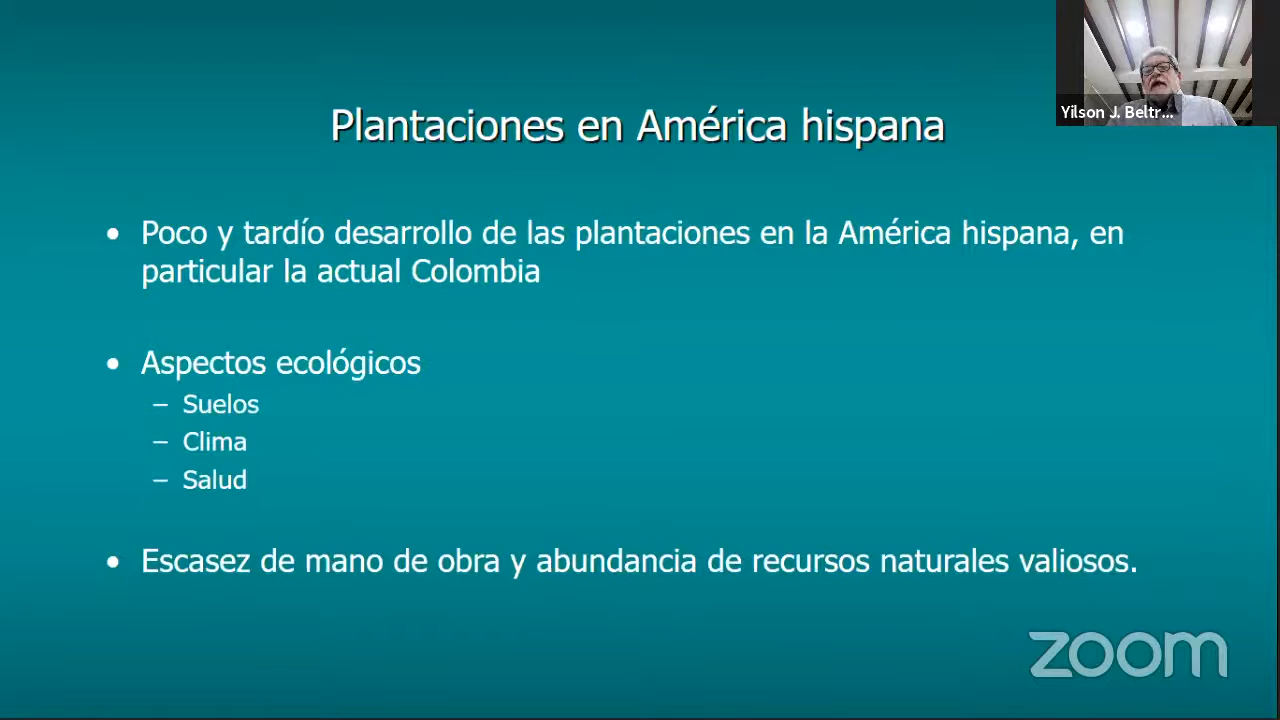 Yilson J. Beltr...
Plantaciones en América hispana
• Poco y tardío desarrollo de las plantaciones en la América hispana, en
particular la actual Colombia
• Aspectos ecológicos
– Suelos
– Clima
– Salud
• Escasez de mano de obra y abundancia de recursos naturales valiosos.
zoom